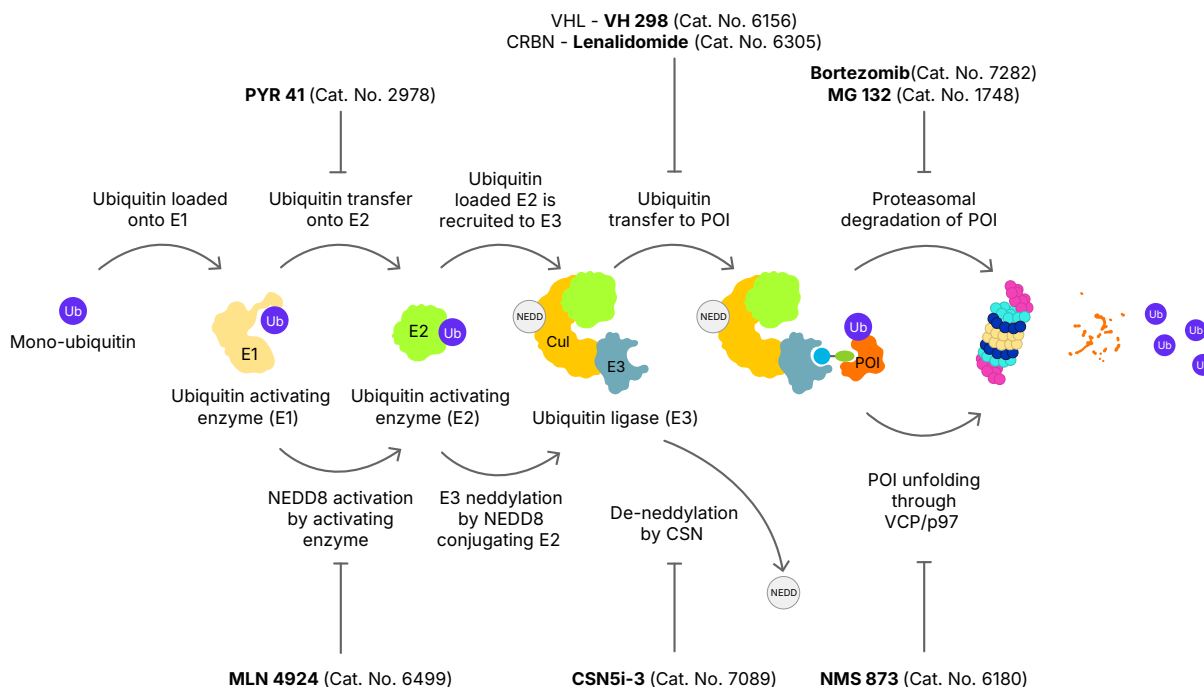 VHL - VH 298 (Cat. No. 6156)
CRBN - Lenalidomide (Cat. No. 6305)
Bortezomib(Cat. No. 7282)
MG 132 (Cat. No. 1748)
PYR 41 (Cat. No. 2978)
Ubiquitin loaded
onto E1
Ubiquitin transfer
onto E2
Ubiquitin
loaded E2 is
recruited to E3
Ubiquitin
transfer to POI
Proteasomal
degradation of POI
Ub
Mono-ubiquitin
Ub
E1
E2
Ub
NEDD
Cul
E3
NEDD
Ub
POI
Ub
Ub
Ub
Ub
Ubiquitin activating
enzyme (E1)
Ubiquitin activating
enzyme (E2)
Ubiquitin ligase (E3)
NEDD8 activation
by activating
enzyme
E3 neddylation
by NEDD8
conjugating E2
De-neddylation
by CSN
POI unfolding
through
VCP/p97
NEDD
MLN 4924 (Cat. No. 6499)
CSN5i-3 (Cat. No. 7089)
NMS 873 (Cat. No. 6180)